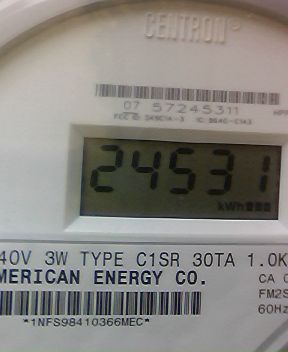 CENTRON®
07 57245311
24531
kWh
40V 3W TYPE C1SR 30TA 1.0K
MERICAN ENERGY CO.
CA
FM2S
*1NFS98410366MEC*
60Hz